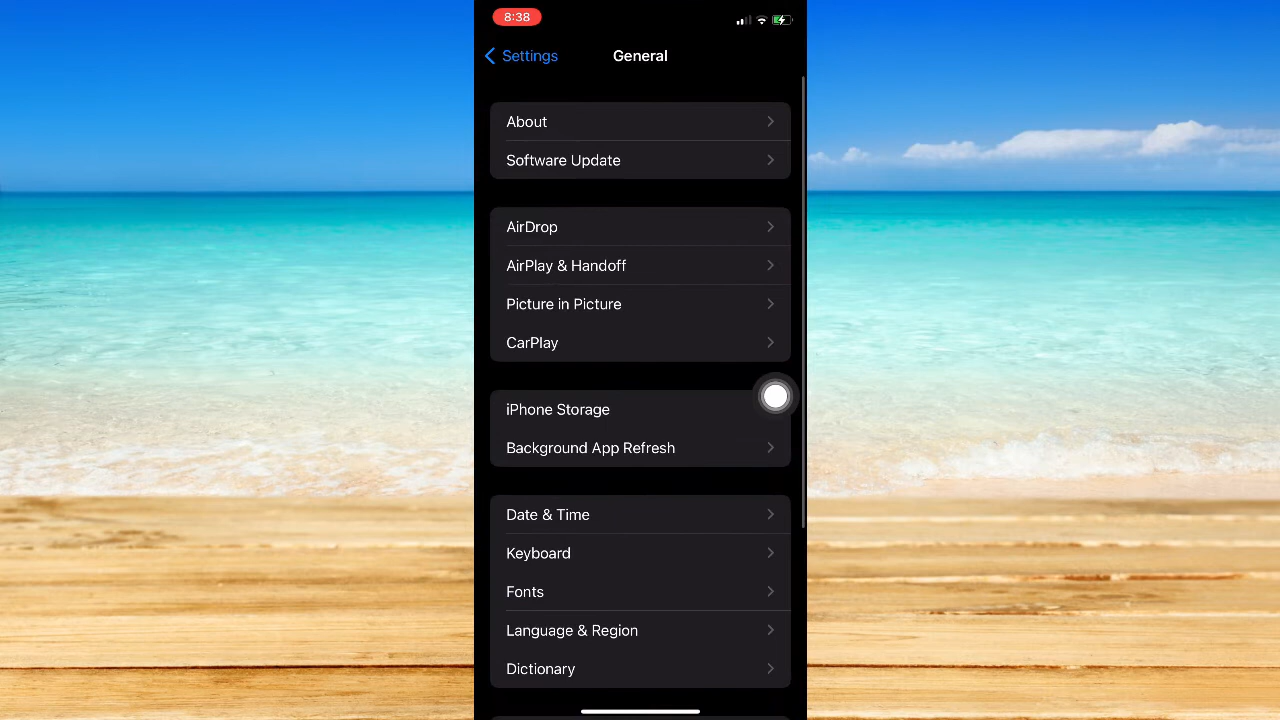 8:38
Settings
General
About
Software Update
AirDrop
AirPlay & Handoff
Picture in Picture
CarPlay
iPhone Storage
Background App Refresh
Date & Time
Keyboard
Fonts
Language & Region
Dictionary